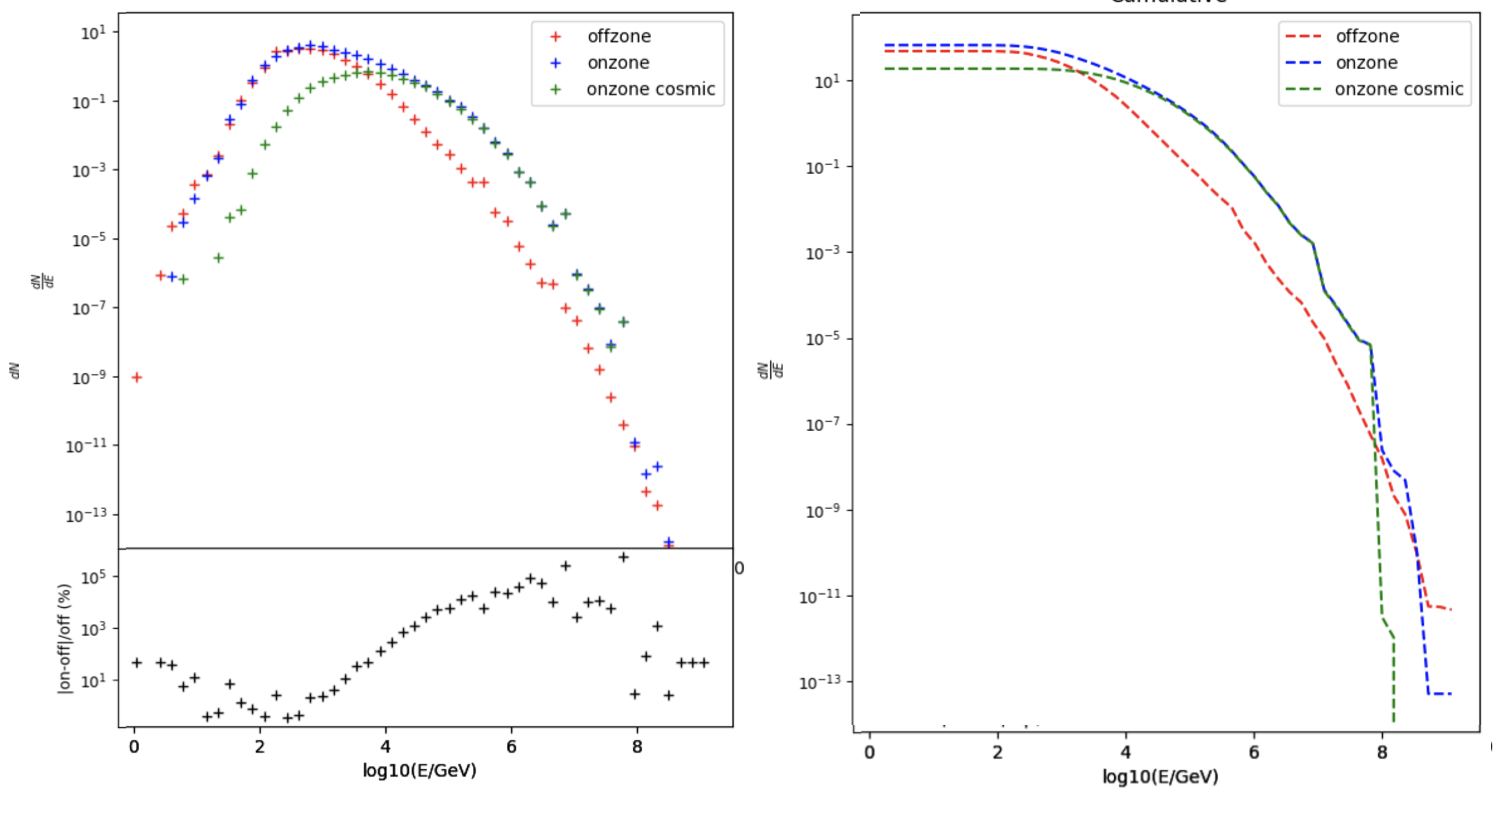 Cumulative
10^1
10^-1
10^-3
10^-5
10^-7
10^-9
10^-11
10^-13
dN
dE
dN
offzone
onzone
onzone cosmic
10^5
10^3
10^1
|on-off|/off (%)
0
0 2 4 6 8
log10(E/GeV)
10^1
10^-1
10^-3
10^-5
10^-7
10^-9
10^-11
10^-13
dN
dE
offzone
onzone
onzone cosmic
0 2 4 6 8
log10(E/GeV)